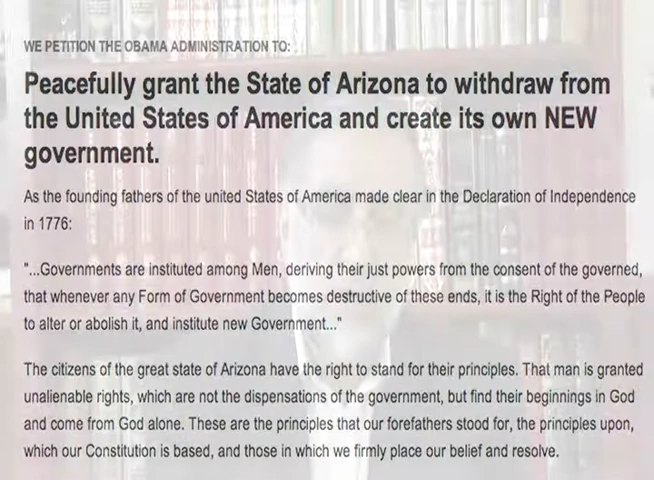 WE PETITION THE OBAMA ADMINISTRATION TO:
Peacefully grant the State of Arizona to withdraw from
the United States of America and create its own NEW
government.
As the founding fathers of the united States of America made clear in the Declaration of Independence
in 1776:
"...Governments are instituted among Men, deriving their just powers from the consent of the governed,
that whenever any Form of Government becomes destructive of these ends, it is the Right of the People
to alter or abolish it, and institute new Government..."
The citizens of the great state of Arizona have the right to stand for their principles. That man is granted
unalienable rights, which are not the dispensations of the government, but find their beginnings in God
and come from God alone. These are the principles that our forefathers stood for, the principles upon,
which our Constitution is based, and those in which we firmly place our belief and resolve.